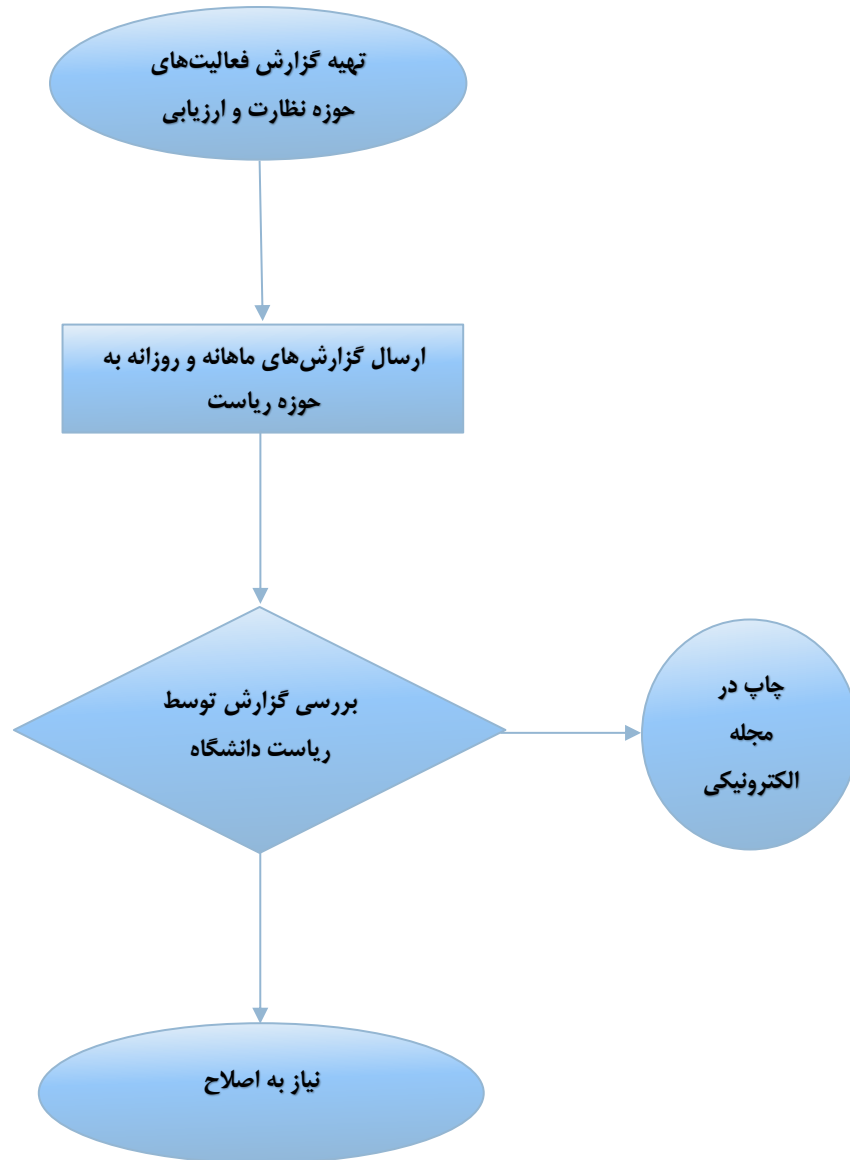 تهیه گزارش فعالیت‌های
حوزه نظارت و ارزیابی
ارسال گزارش‌های ماهانه و روزانه به
حوزه ریاست
بررسی گزارش توسط
ریاست دانشگاه
چاپ در
مجله
الکترونیکی
نیاز به اصلاح